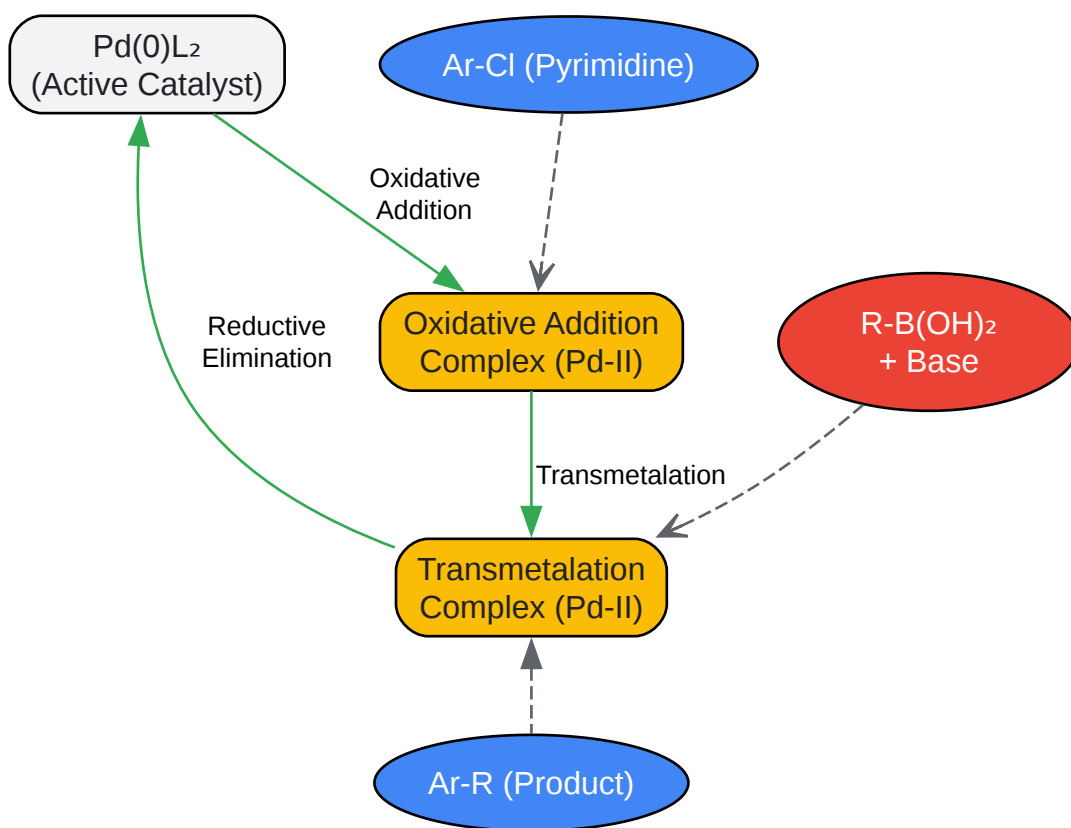 Pd(0)L₂
(Active Catalyst)
Ar-Cl (Pyrimidine)
Oxidative
Addition
Oxidative Addition
Complex (Pd-II)
R-B(OH)₂
+ Base
Reductive
Elimination
Transmetalation
Transmetalation
Complex (Pd-II)
Ar-R (Product)